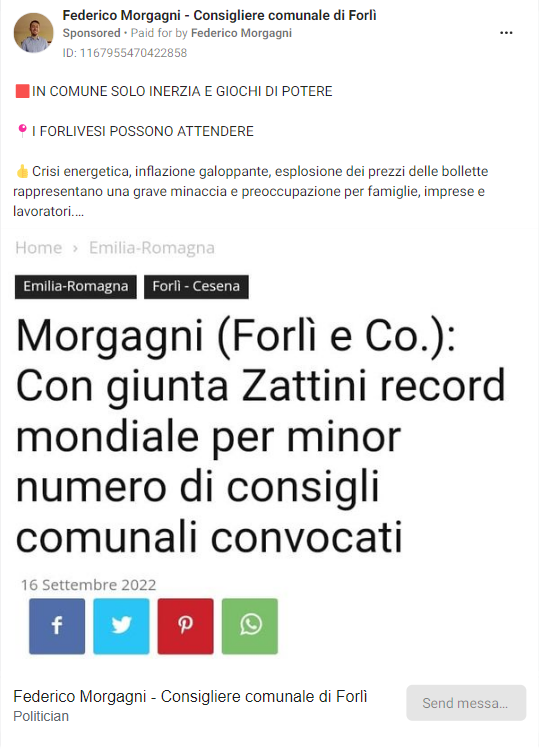 Federico Morgagni - Consigliere comunale di Forlì
Sponsored • Paid for by Federico Morgagni
ID: 1167955470422858
IN COMUNE SOLO INERZIA E GIOCHI DI POTERE
I FORLIVESI POSSONO ATTENDERE
Crisi energetica, inflazione galoppante, esplosione dei prezzi delle bollette
rappresentano una grave minaccia e preoccupazione per famiglie, imprese e
lavoratori....
Home › Emilia-Romagna
Emilia-Romagna Forlì - Cesena
Morgagni (Forlì e Co.):
Con giunta Zattini record
mondiale per minor
numero di consigli
comunali convocati
16 Settembre 2022
Federico Morgagni - Consigliere comunale di Forlì
Politician
Send messa...